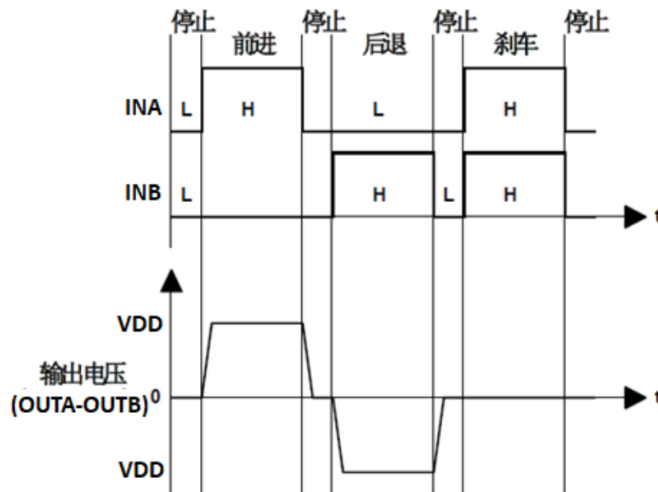 停止 前进 停止 后退 停止 刹车 停止
INA L H L H
INB L H L H t
VDD
输出电压
(OUTA-OUTB) 0 t
VDD